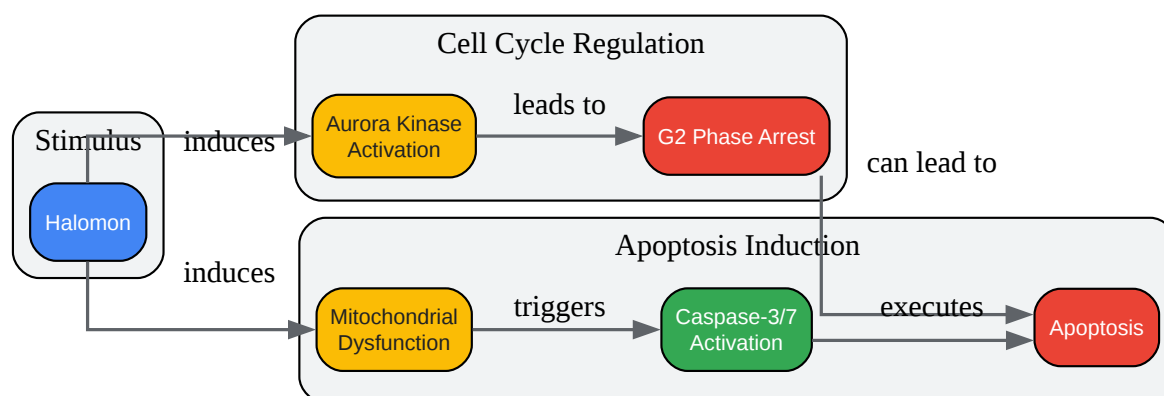 Cell Cycle Regulation
Stimulus
induces
Aurora Kinase
Activation
leads to
G2 Phase Arrest
can lead to
Halomon
Apoptosis Induction
induces
Mitochondrial
Dysfunction
triggers
Caspase-3/7
Activation
executes
Apoptosis